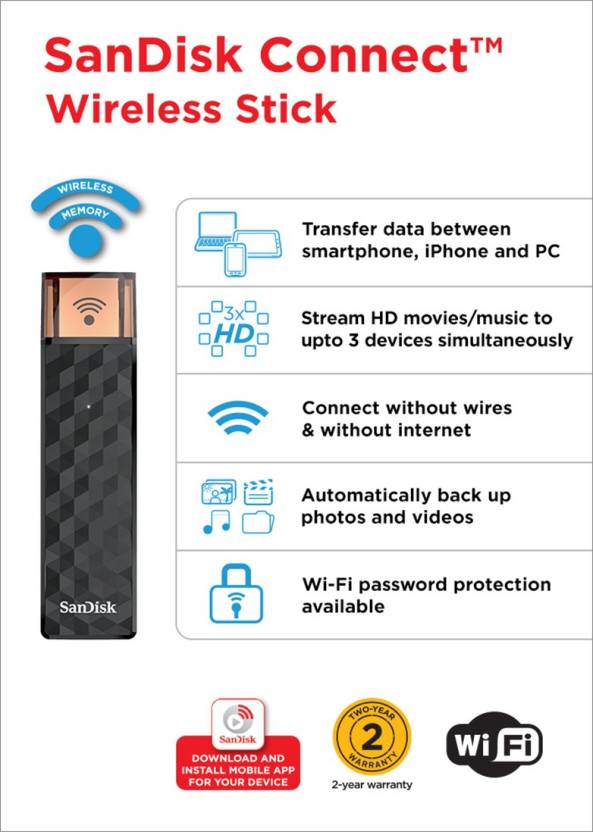 SanDisk Connect™
Wireless Stick
WIRELESS
MEMORY
Transfer data between
smartphone, iPhone and PC
3x
HD
Stream HD movies/music to
upto 3 devices simultaneously
Connect without wires
& without internet
Automatically back up
photos and videos
SanDisk
Wi-Fi password protection
available
SanDisk
DOWNLOAD AND
INSTALL MOBILE APP
FOR YOUR DEVICE
TWO-YEAR
2
WARRANTY
2-year warranty
Wi Fi